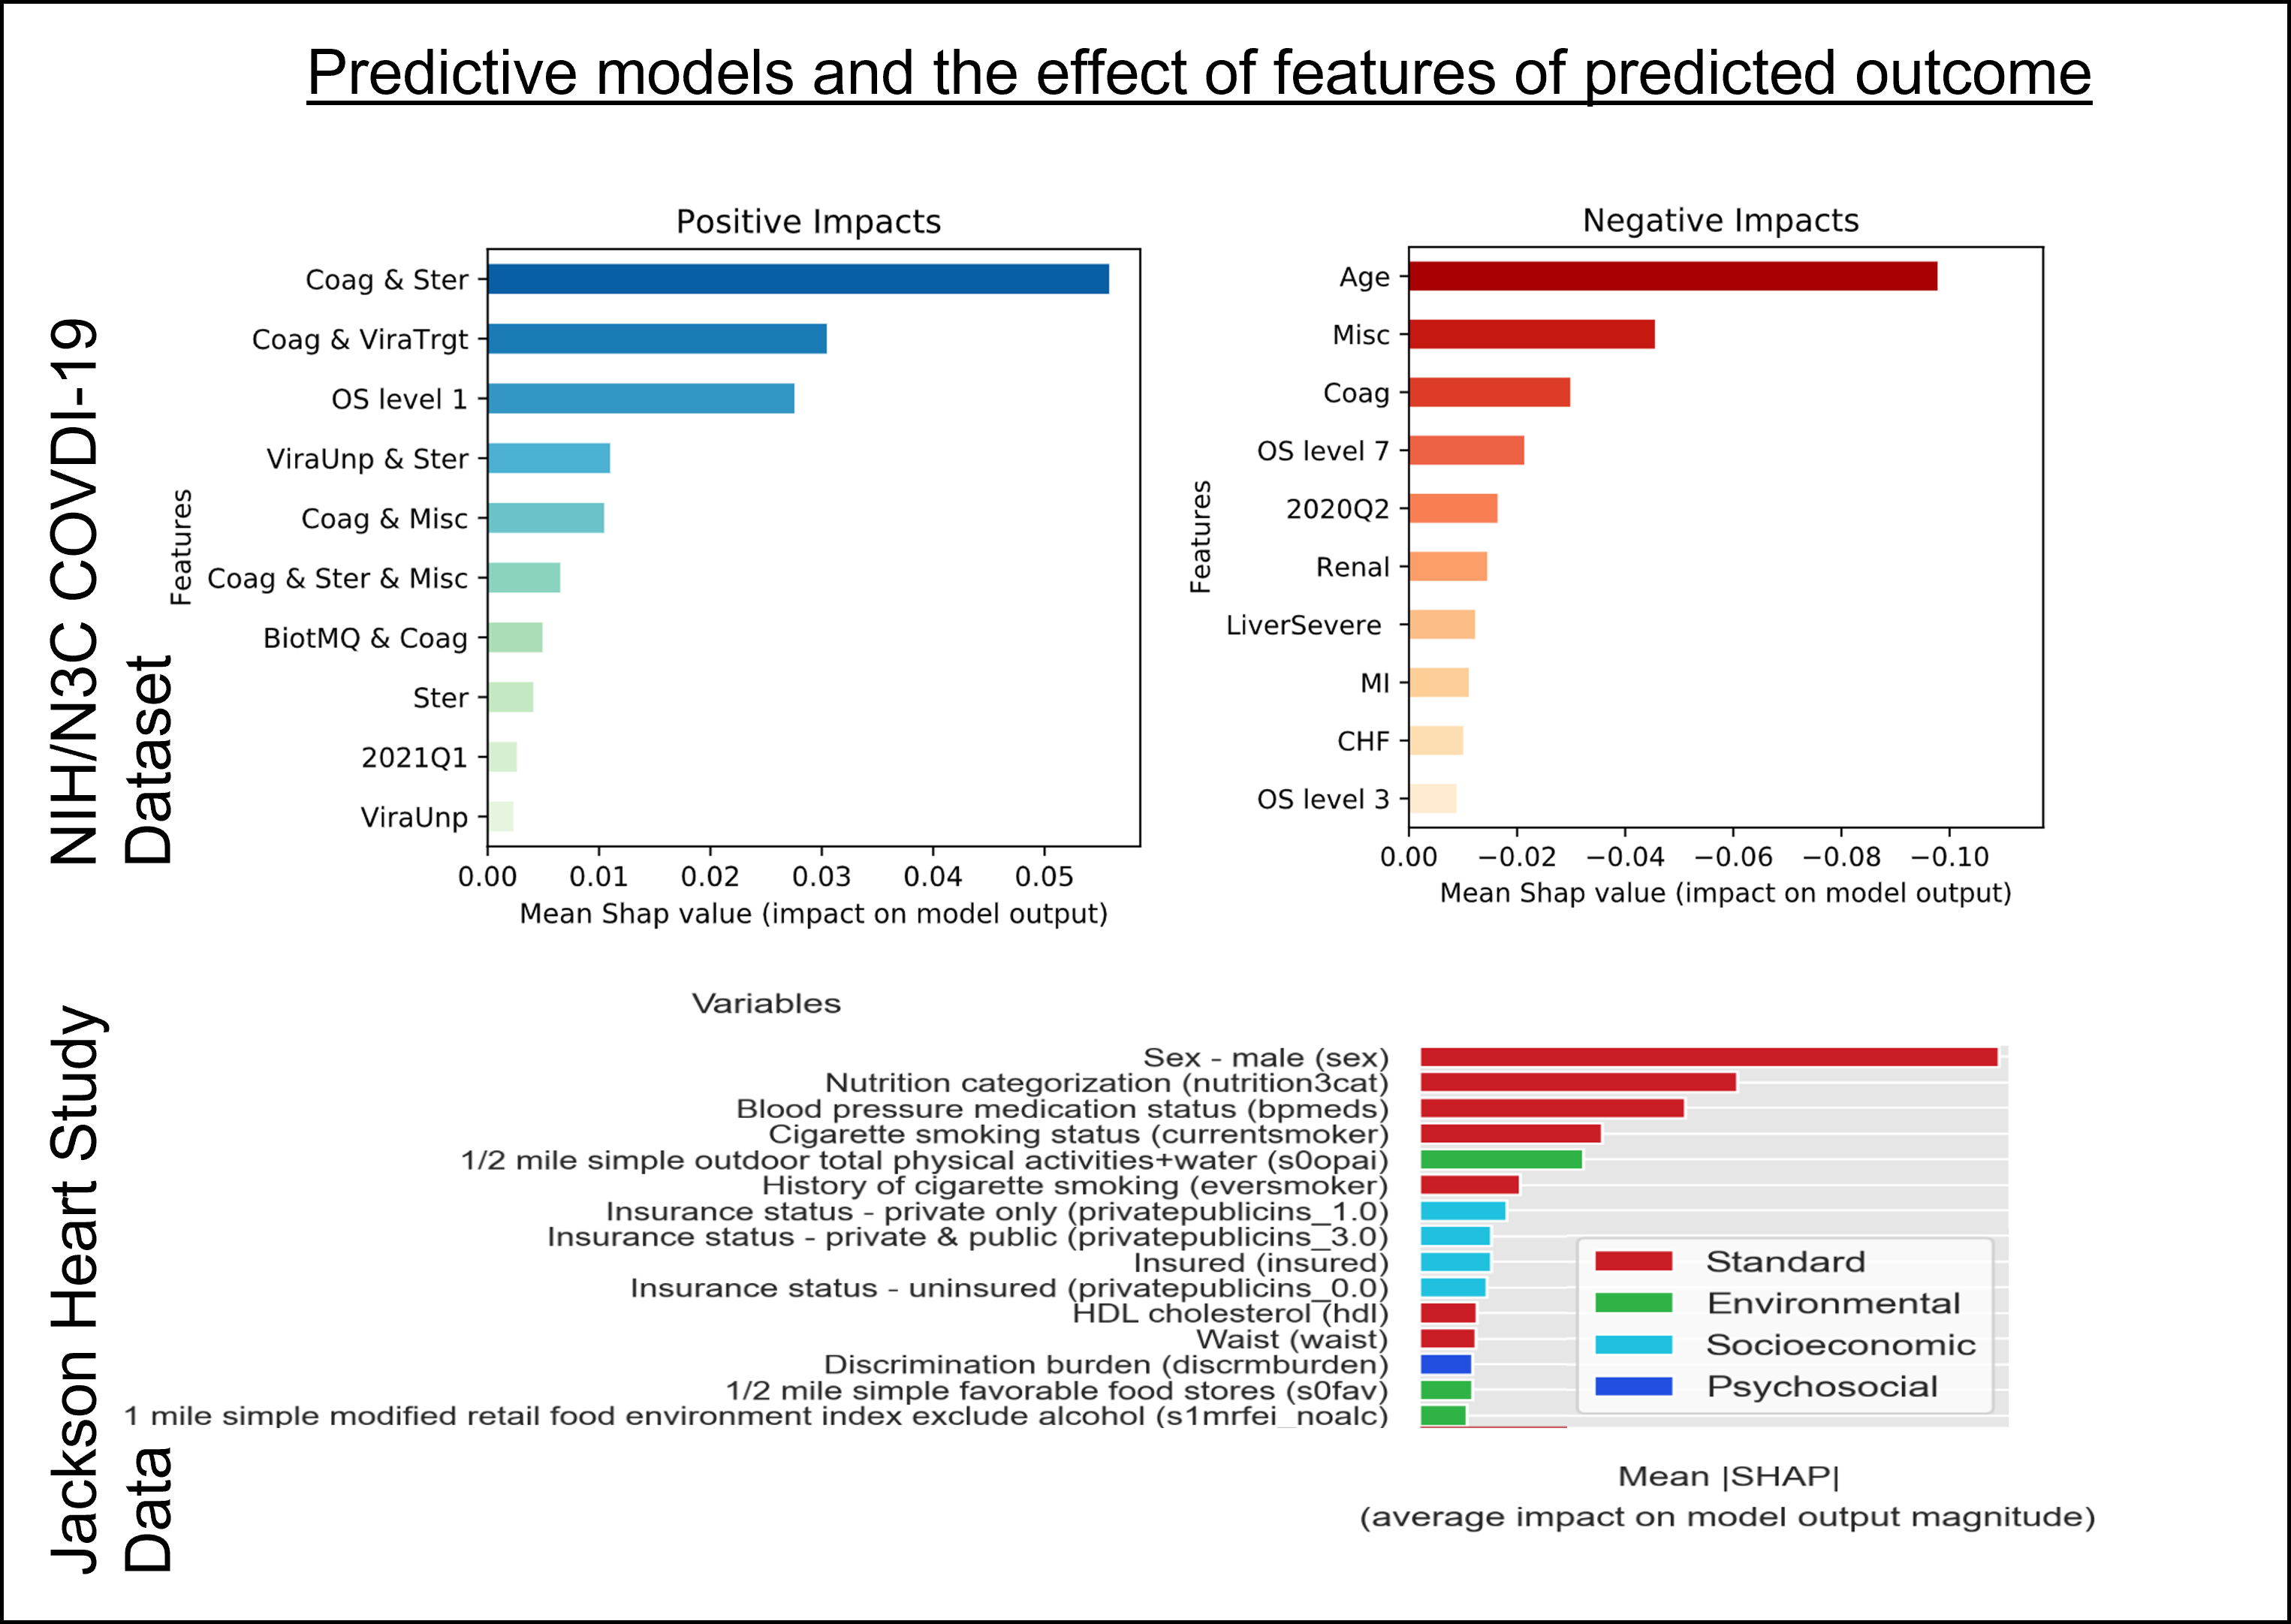 Predictive models and the effect of features of predicted outcome
NIH/N3C COVDI-19
Dataset
Positive Impacts
Features
Coag & Ster
Coag & ViraTrgt
OS level 1
ViraUnp & Ster
Coag & Misc
Coag & Ster & Misc
BiotMQ & Coag
Ster
2021Q1
ViraUnp
0.00 0.01 0.02 0.03 0.04 0.05
Mean Shap value (impact on model output)
Negative Impacts
Features
Age
Misc
Coag
OS level 7
2020Q2
Renal
LiverSevere
MI
CHF
OS level 3
0.00 −0.02 −0.04 −0.06 −0.08 −0.10
Mean Shap value (impact on model output)
Jackson Heart Study
Data
Variables
Sex - male (sex)
Nutrition categorization (nutrition3cat)
Blood pressure medication status (bpmeds)
Cigarette smoking status (currentsmoker)
1/2 mile simple outdoor total physical activities+water (s0opai)
History of cigarette smoking (eversmoker)
Insurance status - private only (privatepublicins_1.0)
Insurance status - private & public (privatepublicins_3.0)
Insured (insured)
Insurance status - uninsured (privatepublicins_0.0)
HDL cholesterol (hdl)
Waist (waist)
Discrimination burden (discrmburden)
1/2 mile simple favorable food stores (s0fav)
1 mile simple modified retail food environment index exclude alcohol (s1mrfei_noalc)
Standard
Environmental
Socioeconomic
Psychosocial
Mean |SHAP|
(average impact on model output magnitude)